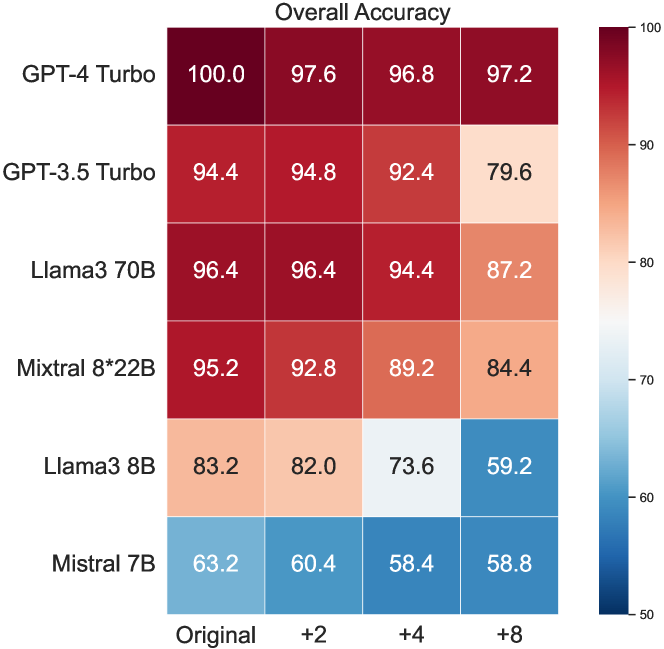 Overall Accuracy
GPT-4 Turbo 100.0 97.6 96.8 97.2
GPT-3.5 Turbo 94.4 94.8 92.4 79.6
Llama3 70B 96.4 96.4 94.4 87.2
Mixtral 8*22B 95.2 92.8 89.2 84.4
Llama3 8B 83.2 82.0 73.6 59.2
Mistral 7B 63.2 60.4 58.4 58.8
Original +2 +4 +8
100
90
80
70
60
50